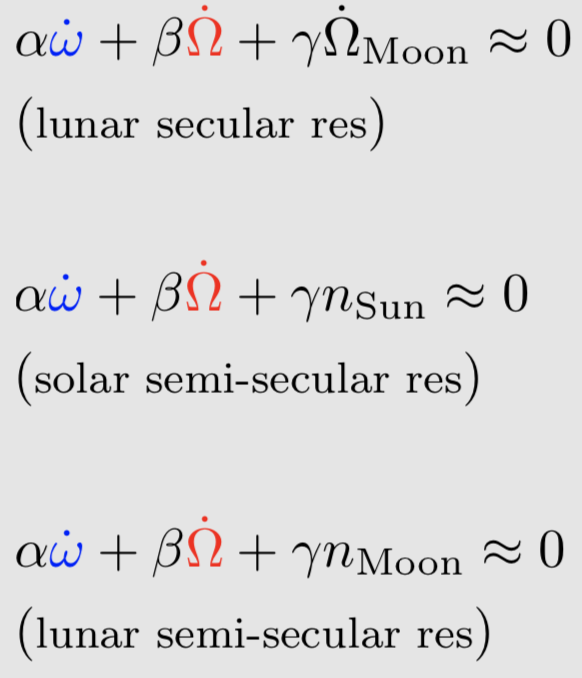 αω̇ + βΩ̇ + γΩ̇_Moon ≈ 0
(lunar secular res)
αω̇ + βΩ̇ + γn_Sun ≈ 0
(solar semi-secular res)
αω̇ + βΩ̇ + γn_Moon ≈ 0
(lunar semi-secular res)